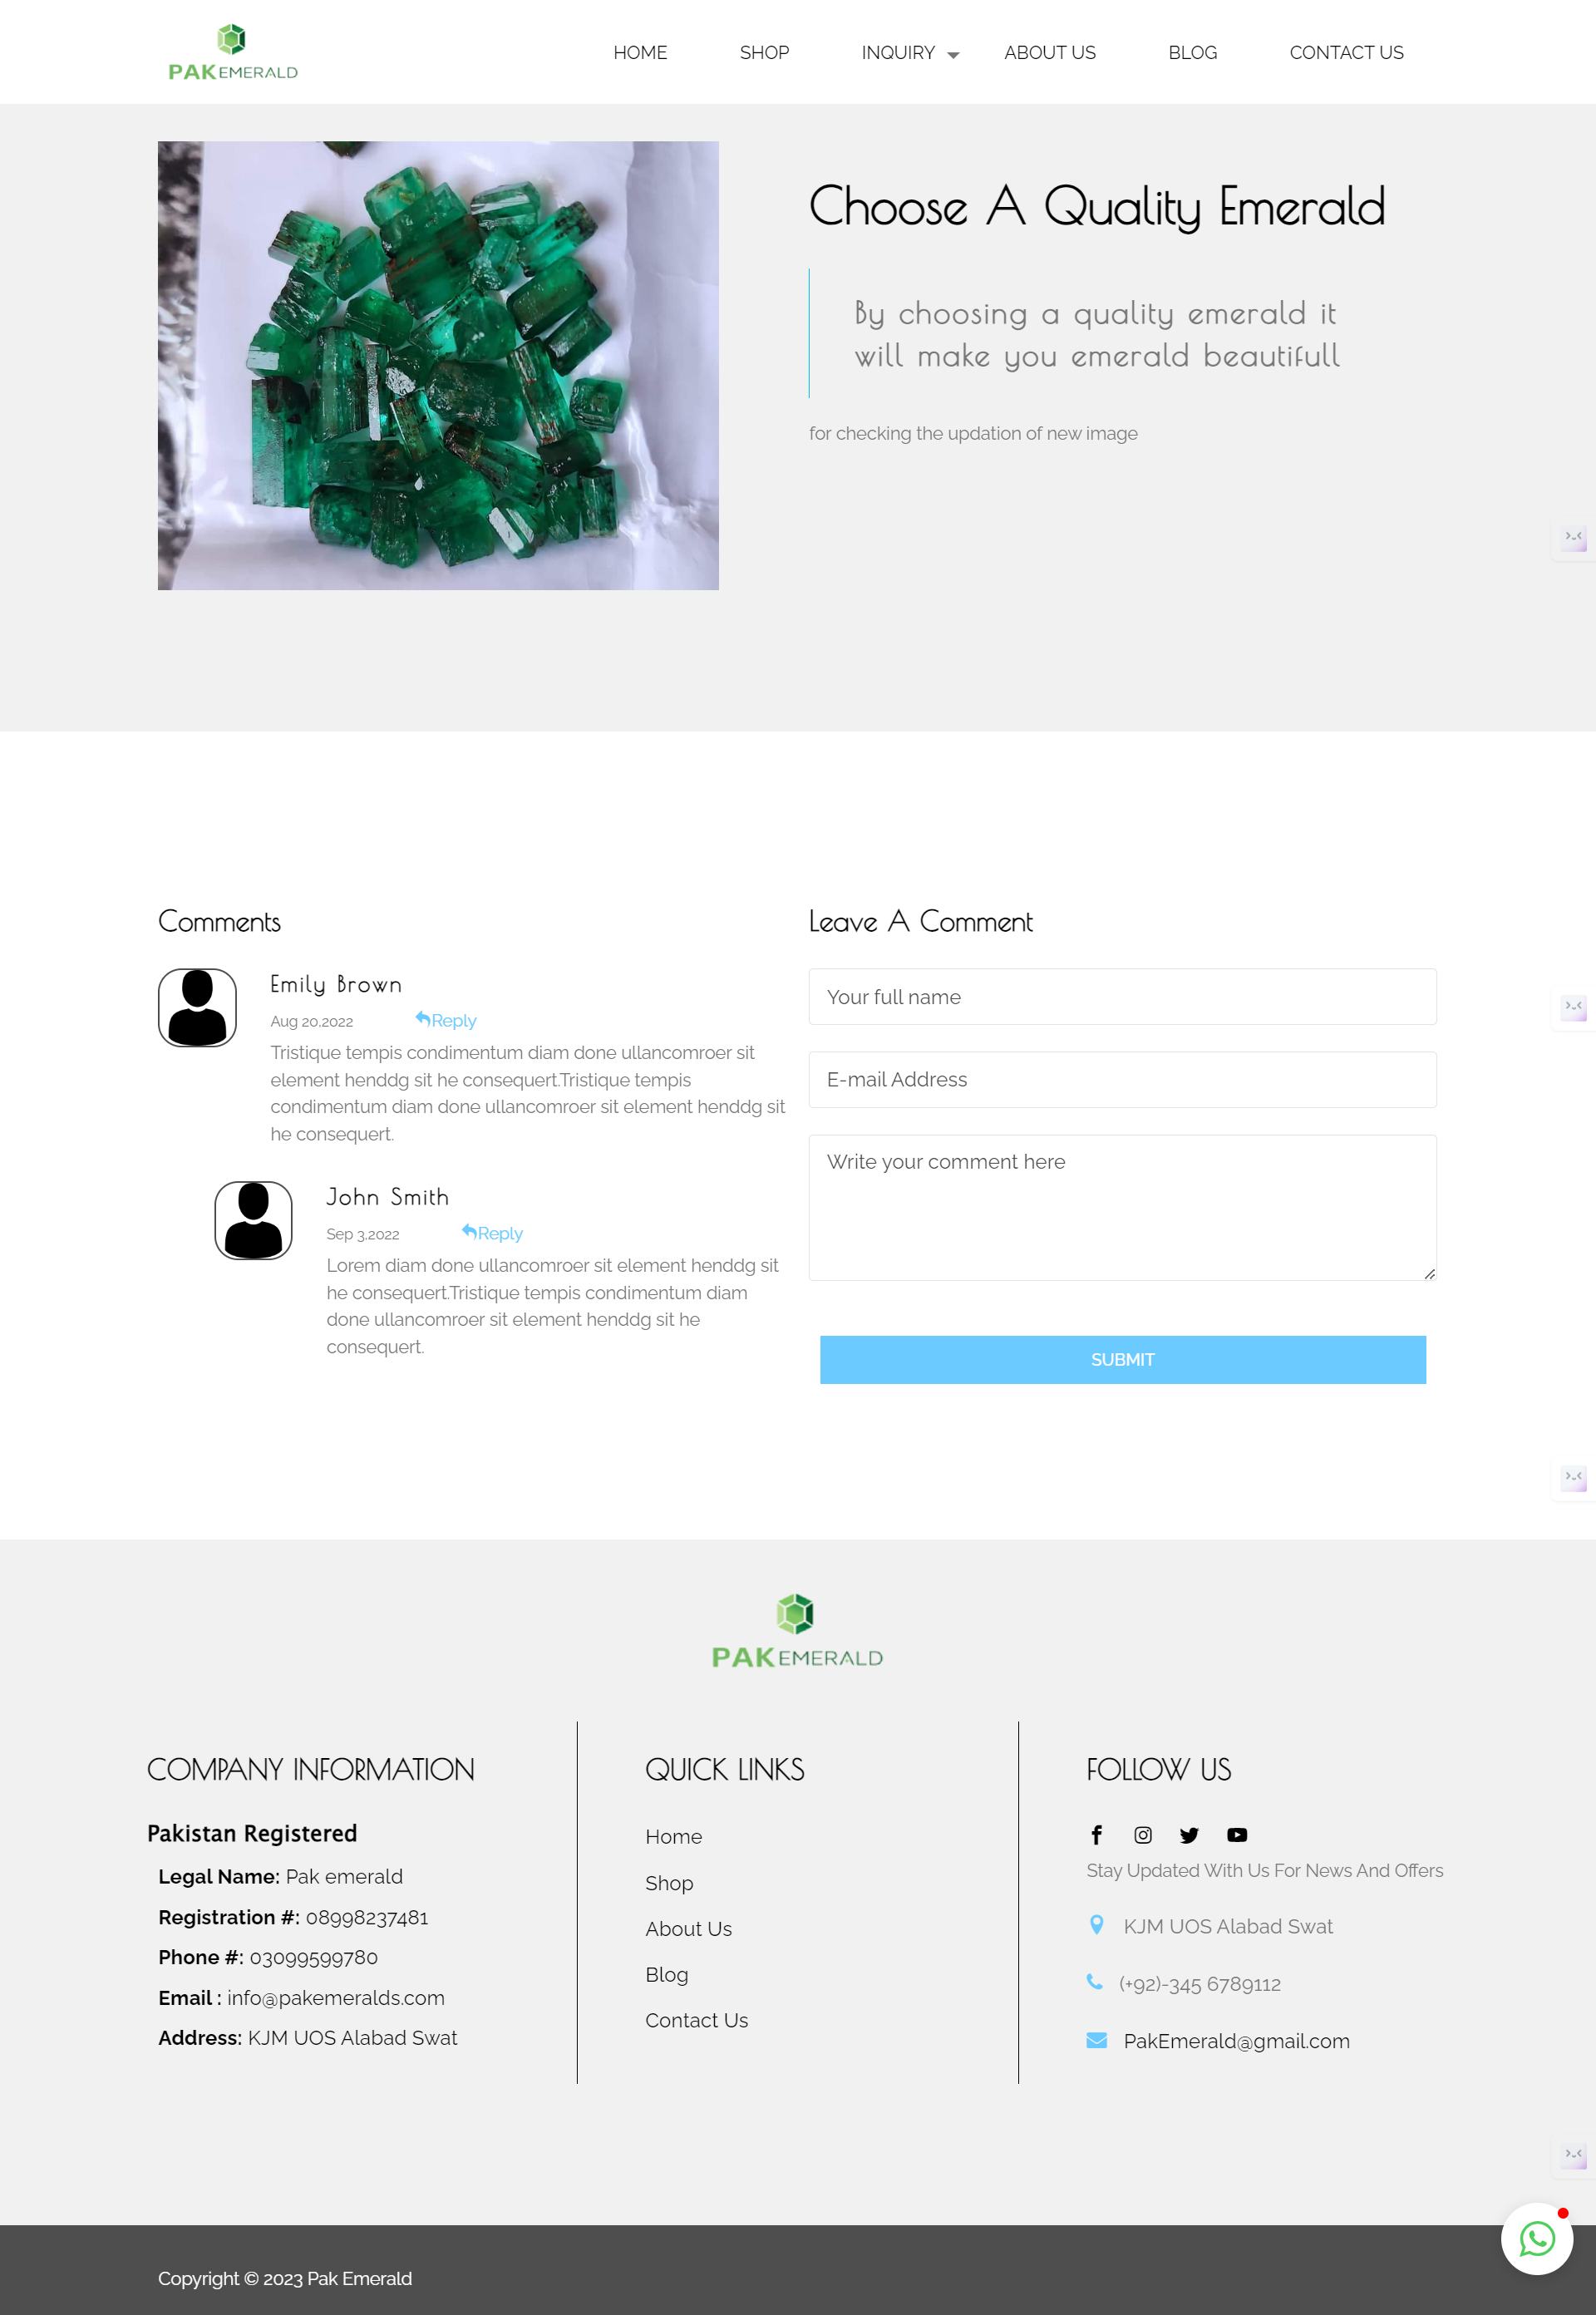 PAK EMERALD
HOME
SHOP
INQUIRY
ABOUT US
BLOG
CONTACT US
Choose A Quality Emerald
By choosing a quality emerald it
will make you emerald beautifull
for checking the updation of new image
Comments
Emily Brown
Aug 20,2022
Reply
Tristique tempis condimentum diam done ullancomroer sit
element henddg sit he consequert.Tristique tempis
condimentum diam done ullancomroer sit element henddg sit
he consequert.
John Smith
Sep 3,2022
Reply
Lorem diam done ullancomroer sit element henddg sit
he consequert.Tristique tempis condimentum diam
done ullancomroer sit element henddg sit he
consequert.
Leave A Comment
Your full name
E-mail Address
Write your comment here
SUBMIT
PAK EMERALD
COMPANY INFORMATION
Pakistan Registered
Legal Name: Pak emerald
Registration #: 08998237481
Phone #: 03099599780
Email : info@pakemeralds.com
Address: KJM UOS Alabad Swat
QUICK LINKS
Home
Shop
About Us
Blog
Contact Us
FOLLOW US
Stay Updated With Us For News And Offers
KJM UOS Alabad Swat
(+92)-345 6789112
PakEmerald@gmail.com
Copyright © 2023 Pak Emerald